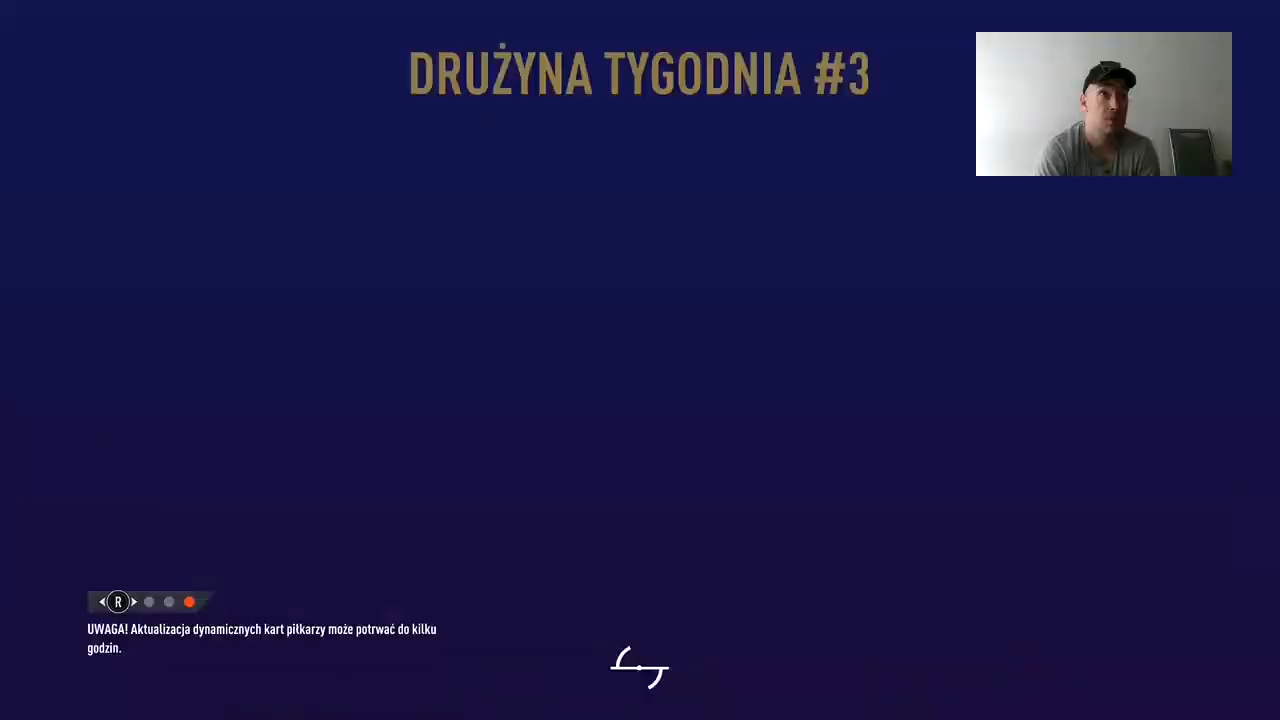 DRUŻYNA TYGODNIA #3
R
UWAGA! Aktualizacja dynamicznych kart piłkarzy może potrwać do kilku
godzin.